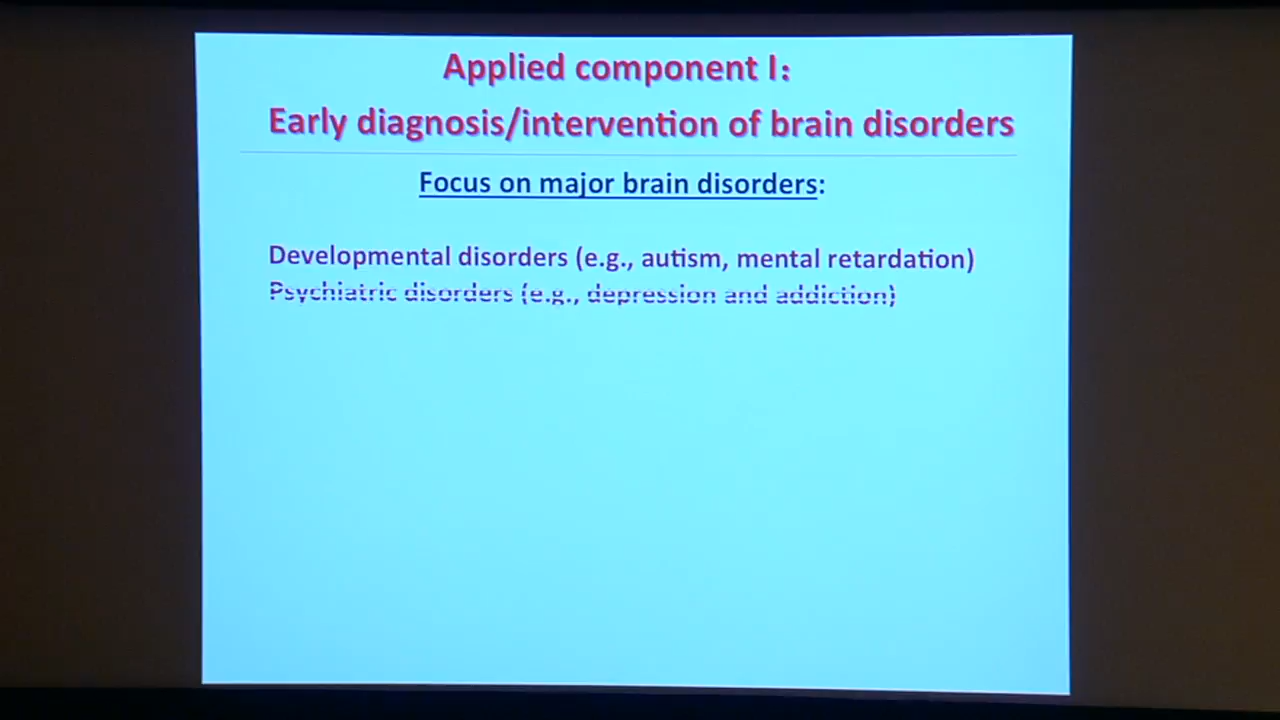 Applied component I：
Early diagnosis/intervention of brain disorders
Focus on major brain disorders:
Developmental disorders (e.g., autism, mental retardation)
Psychiatric disorders (e.g., depression and addiction)